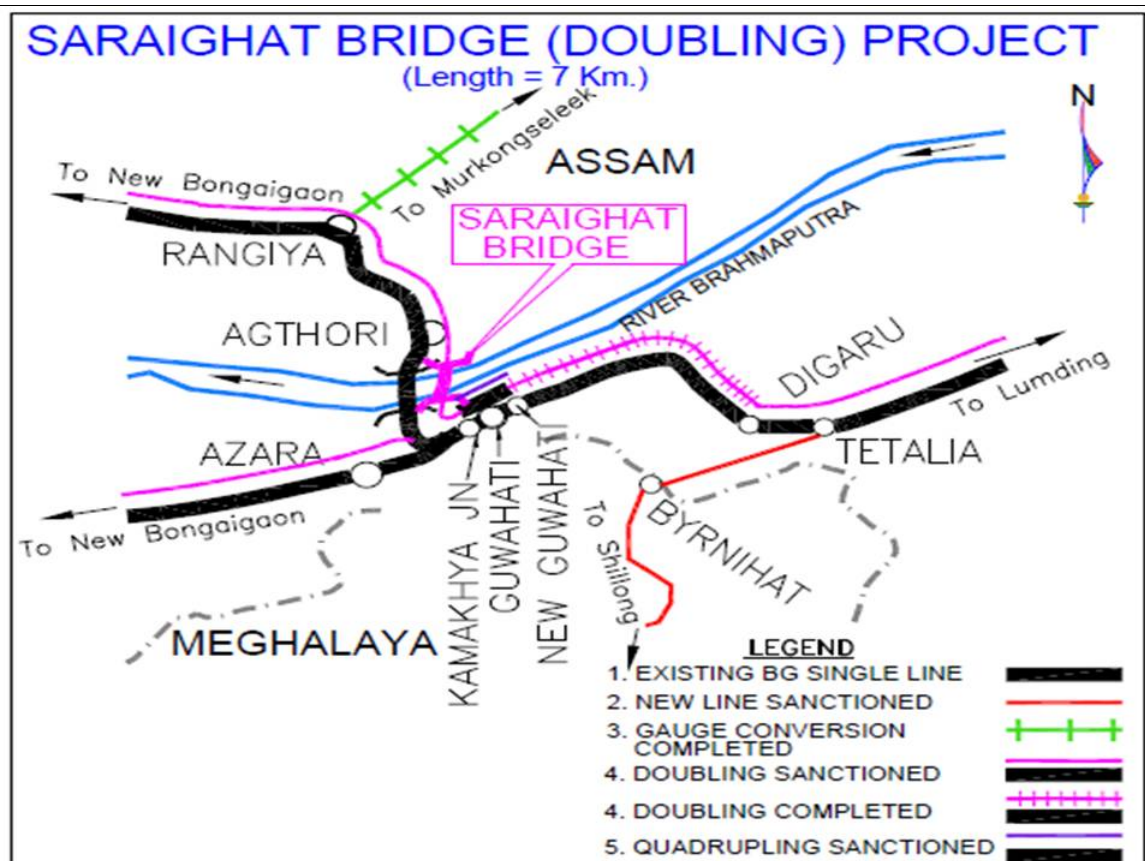 SARAIGHAT BRIDGE (DOUBLING) PROJECT
(Length = 7 Km.)
N
To Murkongseleek
ASSAM
To New Bongaigaon
SARAIGHAT
BRIDGE
RANGIYA
RIVER BRAHMAPUTRA
AGTHORI
DIGARU
To Lumding
AZARA
TETALIA
To New Bongaigaon
KAMAKHYA JN
GUWAHATI
NEW GUWAHATI
BYRNIHAT
To Shillong
MEGHALAYA
LEGEND
1. EXISTING BG SINGLE LINE
2. NEW LINE SANCTIONED
3. GAUGE CONVERSION
COMPLETED
4. DOUBLING SANCTIONED
4. DOUBLING COMPLETED
5. QUADRUPLING SANCTIONED